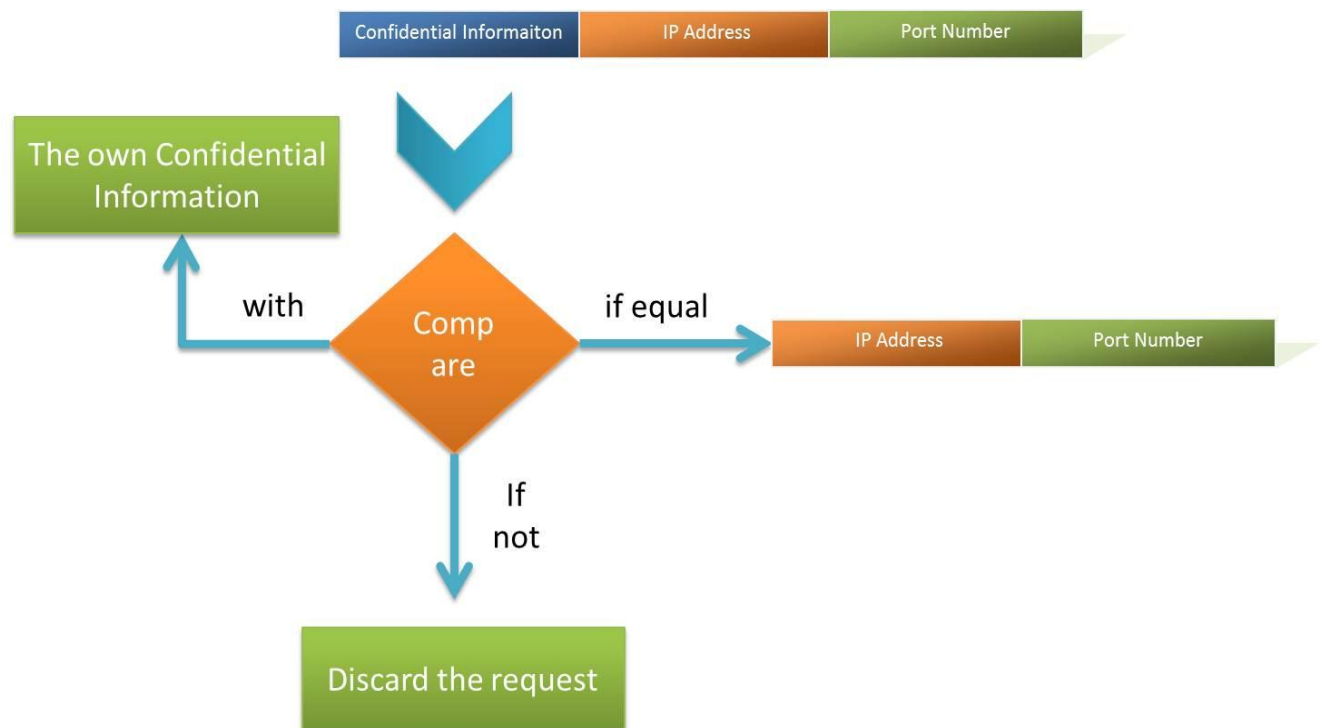 Confidential Informaiton
IP Address
Port Number
The own Confidential
Information
with
Comp
are
if equal
IP Address
Port Number
If
not
Discard the request